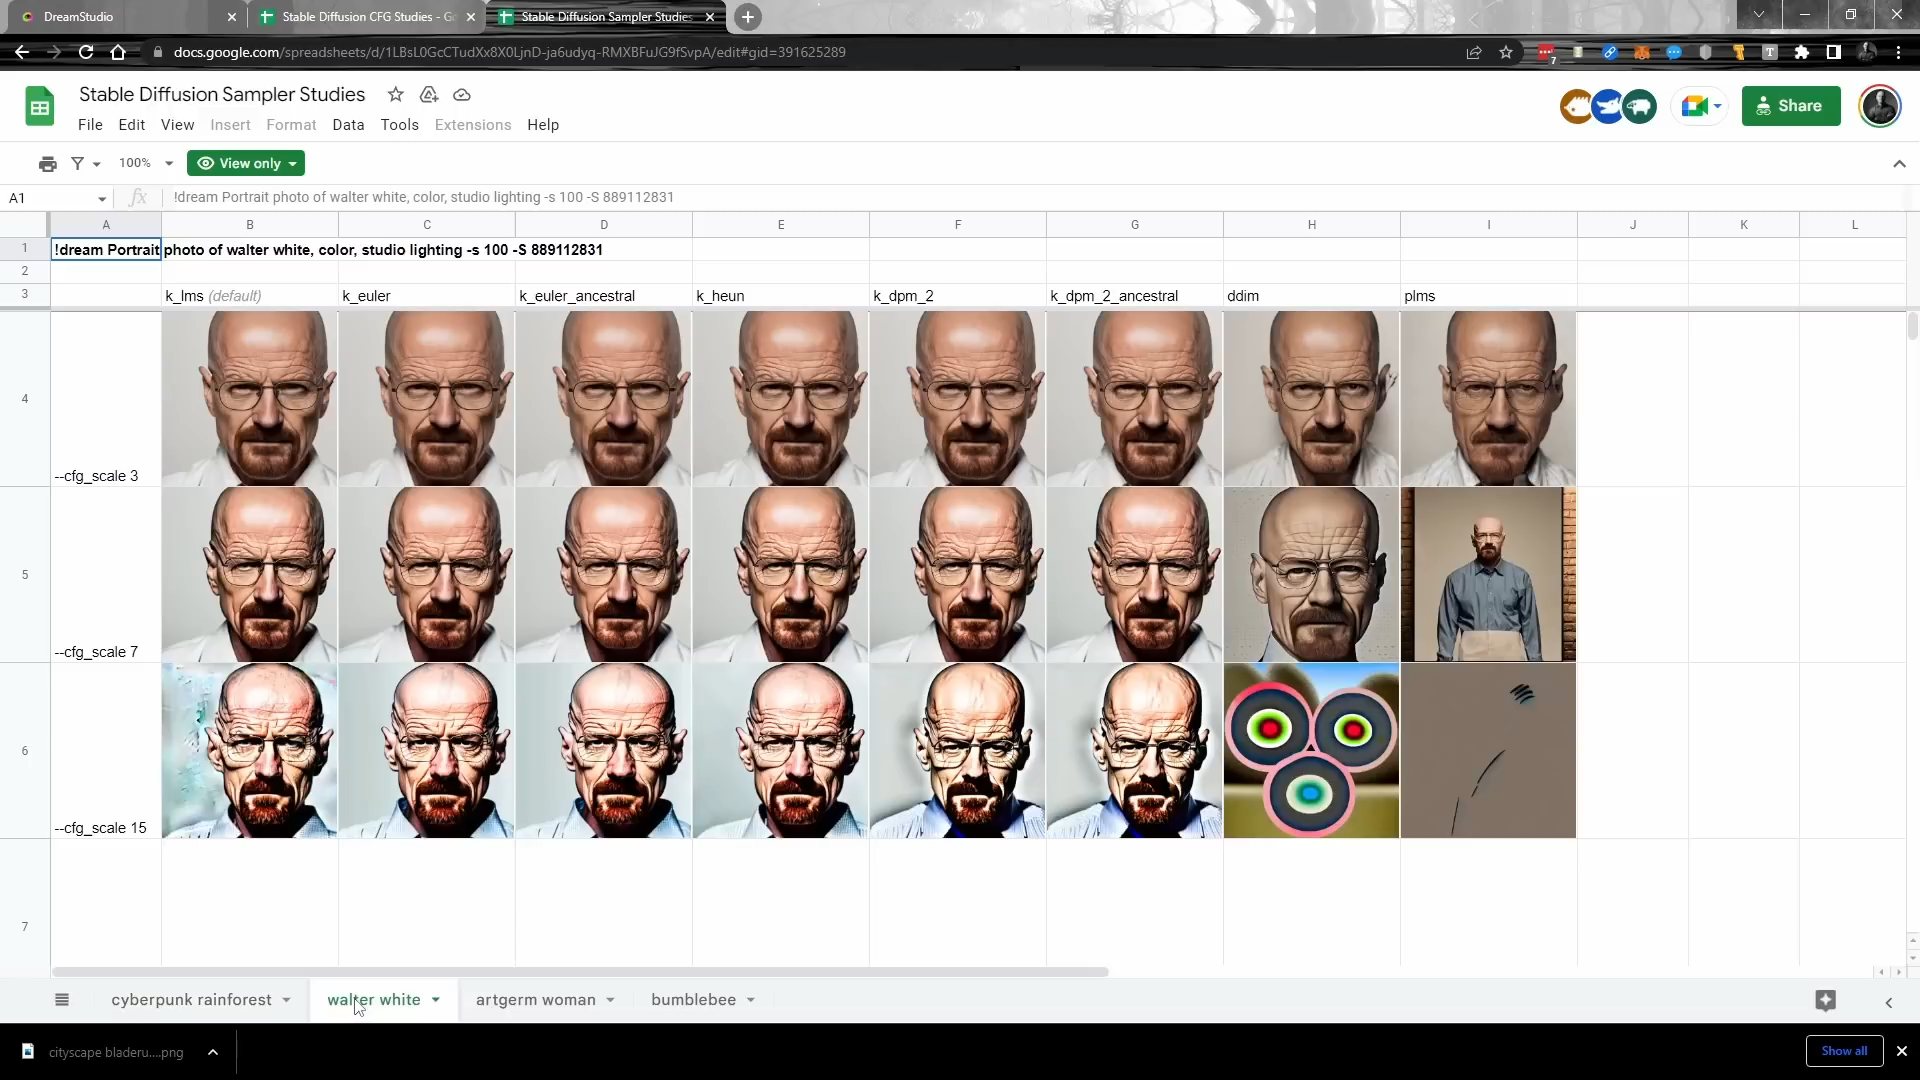 DreamStudio
Stable Diffusion CFG Studies - Go
Stable Diffusion Sampler Studies
docs.google.com/spreadsheets/d/1LBsL0GcCTudXx8X0LjnD-ja6udyq-RMXBFuJG9fSvpA/edit#gid=391625289
7
Stable Diffusion Sampler Studies
File Edit View Insert Format Data Tools Extensions Help
Share
100% View only
A1 fx !dream Portrait photo of walter white, color, studio lighting -s 100 -S 889112831
A B C D E F G H I J K L
1 !dream Portrait photo of walter white, color, studio lighting -s 100 -S 889112831
2
3 k_lms (default) k_euler k_euler_ancestral k_heun k_dpm_2 k_dpm_2_ancestral ddim plms
4 --cfg_scale 3
5 --cfg_scale 7
6 --cfg_scale 15
7
cyberpunk rainforest walter white artgerm woman bumblebee
cityscape bladeru....png Show all